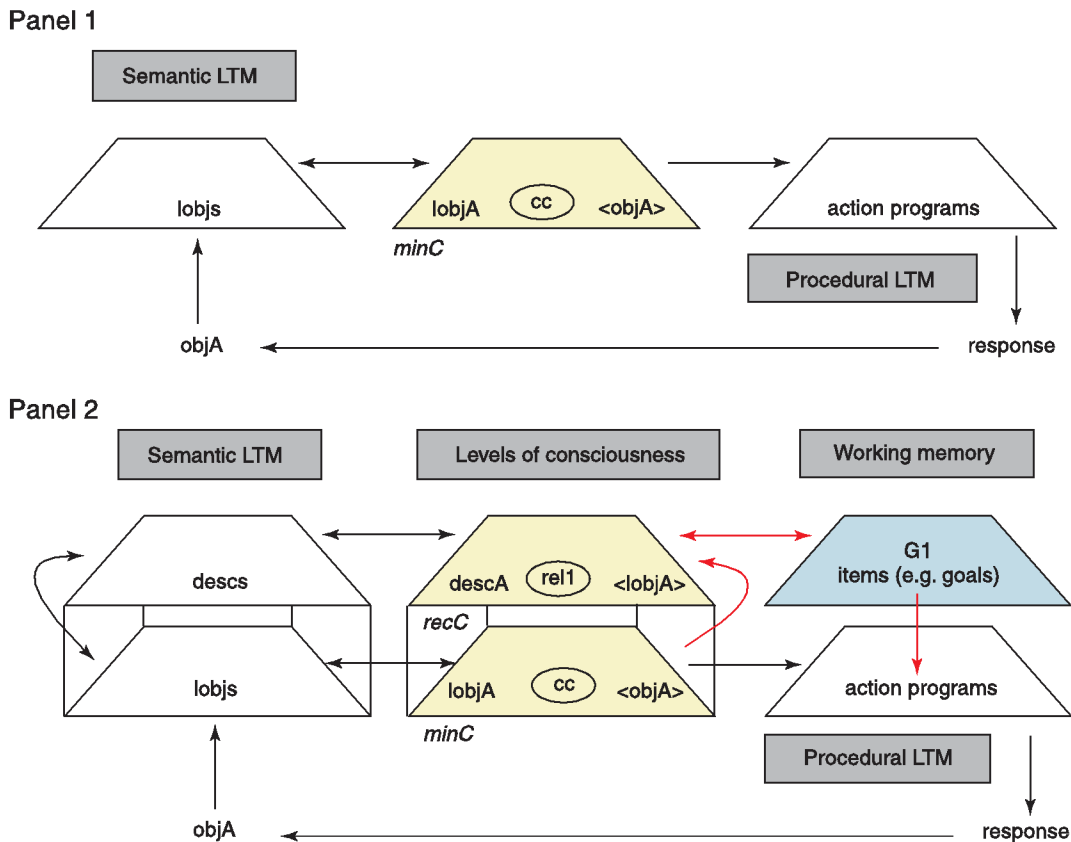 Panel 1
Semantic LTM
lobjs
lobjA cc <objA>
action programs
minC
Procedural LTM
objA
response
Panel 2
Semantic LTM
Levels of consciousness
Working memory
G1
items (e.g. goals)
descs
descA rel1 <lobjA>
recC
lobjs
lobjA cc <objA>
action programs
minC
Procedural LTM
objA
response